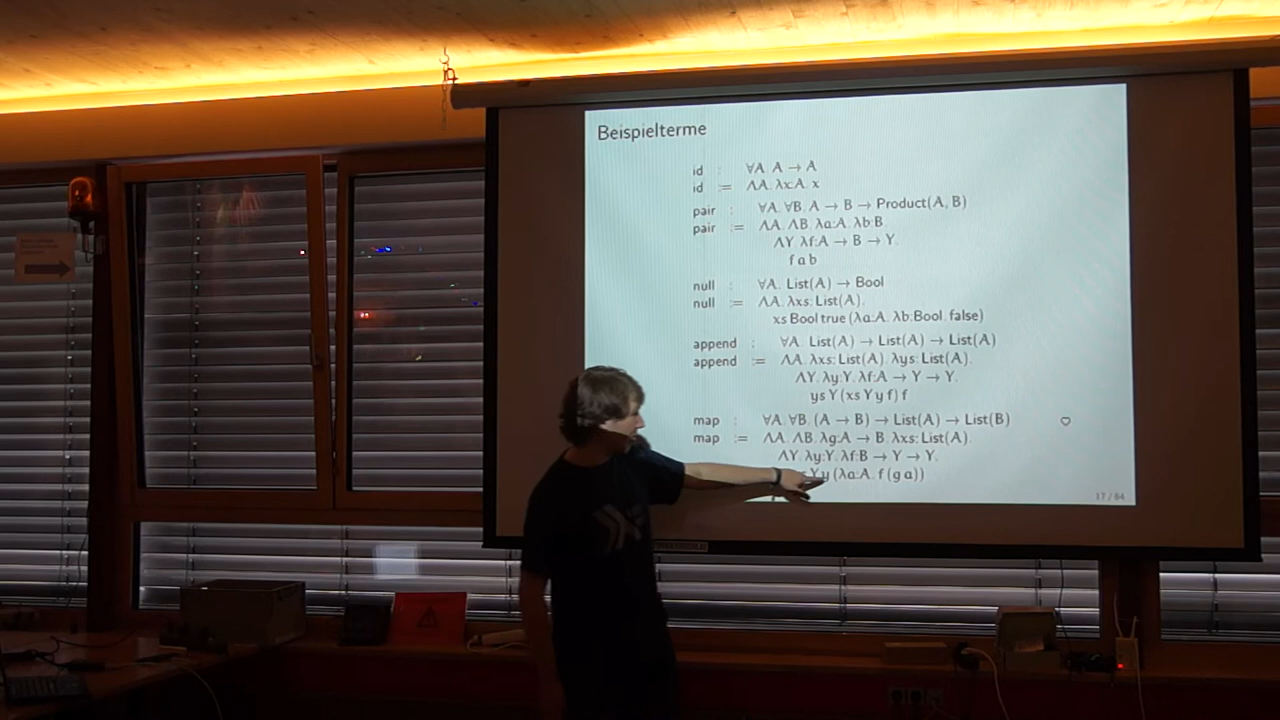 Beispielterme
id : ∀A. A → A
id := ΛA. λx:A. x
pair : ∀A. ∀B. A → B → Product(A, B)
pair := ΛA. ΛB. λa:A. λb:B.
ΛY. λf:A → B → Y.
f a b
null : ∀A. List(A) → Bool
null := ΛA. λxs: List(A).
xs Bool true (λa:A. λb:Bool. false)
append : ∀A. List(A) → List(A) → List(A)
append := ΛA. λxs: List(A). λys: List(A).
ΛY. λy:Y. λf:A → Y → Y.
ys Y (xs Y y f) f
map : ∀A. ∀B. (A → B) → List(A) → List(B)
map := ΛA. ΛB. λg:A → B. λxs: List(A).
ΛY. λy:Y. λf:B → Y → Y.
Y y (λa:A. f (g a))
17 / 84